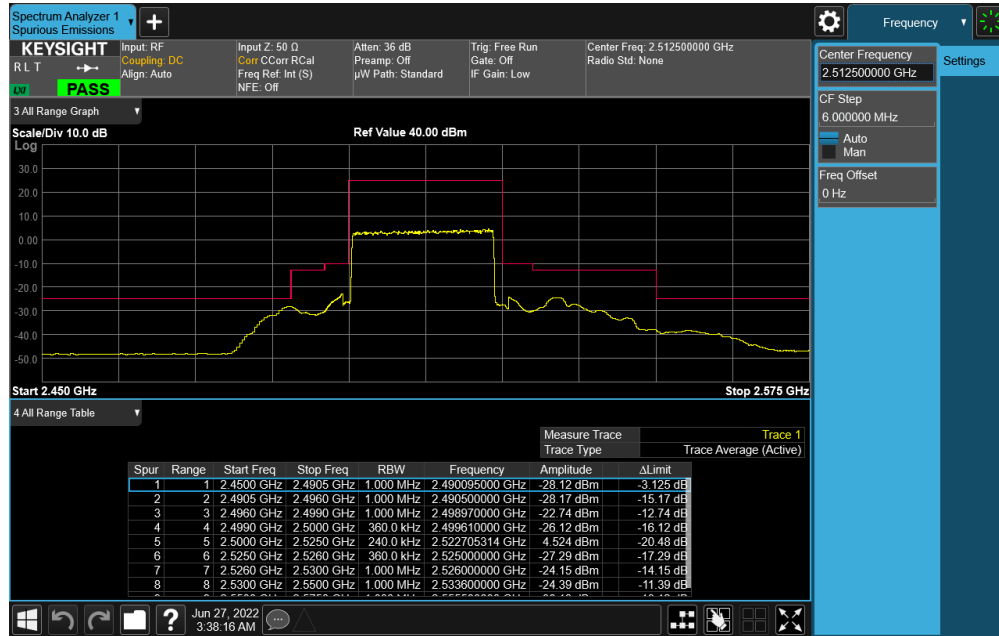 Spectrum Analyzer 1
Spurious Emissions
Frequency
KEYSIGHT
R L T
LXI
PASS
Input: RF
Coupling: DC
Align: Auto
Input Z: 50 Ω
Corr CCorr RCal
Freq Ref: Int (S)
NFE: Off
Atten: 36 dB
Preamp: Off
µW Path: Standard
Trig: Free Run
Gate: Off
IF Gain: Low
Center Freq: 2.512500000 GHz
Radio Std: None
Center Frequency
2.512500000 GHz
Settings
CF Step
6.000000 MHz
Auto
Man
Freq Offset
0 Hz
3 All Range Graph
Scale/Div 10.0 dB
Ref Value 40.00 dBm
Log
30.0
20.0
10.0
0.00
-10.0
-20.0
-30.0
-40.0
-50.0
Start 2.450 GHz
Stop 2.575 GHz
4 All Range Table
Measure Trace Trace 1
Trace Type Trace Average (Active)
Spur Range Start Freq Stop Freq RBW Frequency Amplitude ΔLimit
1 1 2.4500 GHz 2.4905 GHz 1.000 MHz 2.490095000 GHz -28.12 dBm -3.125 dB
2 2 2.4905 GHz 2.4960 GHz 1.000 MHz 2.490500000 GHz -28.17 dBm -15.17 dB
3 3 2.4960 GHz 2.4990 GHz 1.000 MHz 2.498970000 GHz -22.74 dBm -12.74 dB
4 4 2.4990 GHz 2.5000 GHz 360.0 kHz 2.499610000 GHz -26.12 dBm -16.12 dB
5 5 2.5000 GHz 2.5250 GHz 240.0 kHz 2.522705314 GHz 4.524 dBm -20.48 dB
6 6 2.5250 GHz 2.5260 GHz 360.0 kHz 2.525000000 GHz -27.29 dBm -17.29 dB
7 7 2.5260 GHz 2.5300 GHz 1.000 MHz 2.526000000 GHz -24.15 dBm -14.15 dB
8 8 2.5300 GHz 2.5500 GHz 1.000 MHz 2.533600000 GHz -24.39 dBm -11.39 dB
Jun 27, 2022
3:38:16 AM